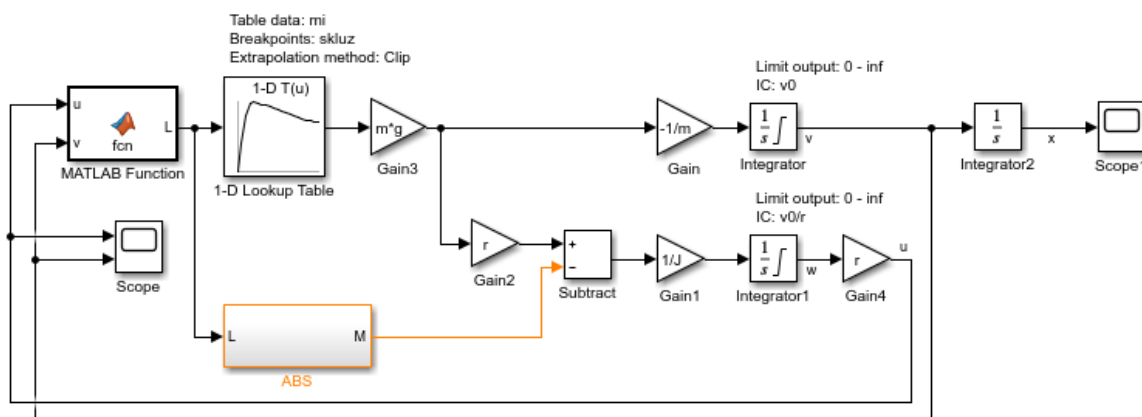 Table data: mi
Breakpoints: skluz
Extrapolation method: Clip
Limit output: 0 - inf
IC: v0
1-D T(u)
u
v
L
fcn
MATLAB Function
1-D Lookup Table
m*g
Gain3
-1/m
Gain
1
s
v
Integrator
1
s
Integrator2
x
Scope1
Limit output: 0 - inf
IC: v0/r
Scope
r
Gain2
+
−
Subtract
1/J
Gain1
1
s
w
Integrator1
r
Gain4
u
L
M
ABS